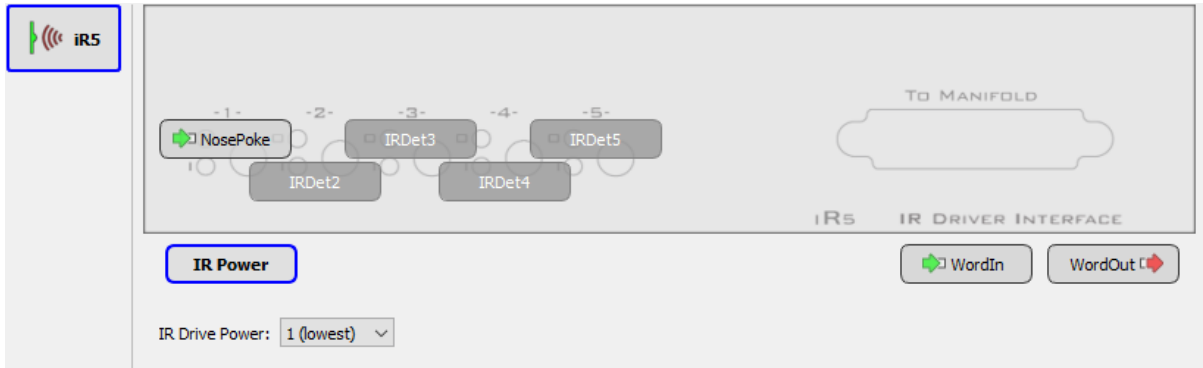 iR5
To Manifold
-1- -2- -3- -4- -5-
NosePoke IRDet3 IRDet5
IRDet2 IRDet4
iR5 IR Driver Interface
IR Power WordIn WordOut
IR Drive Power: 1 (lowest)